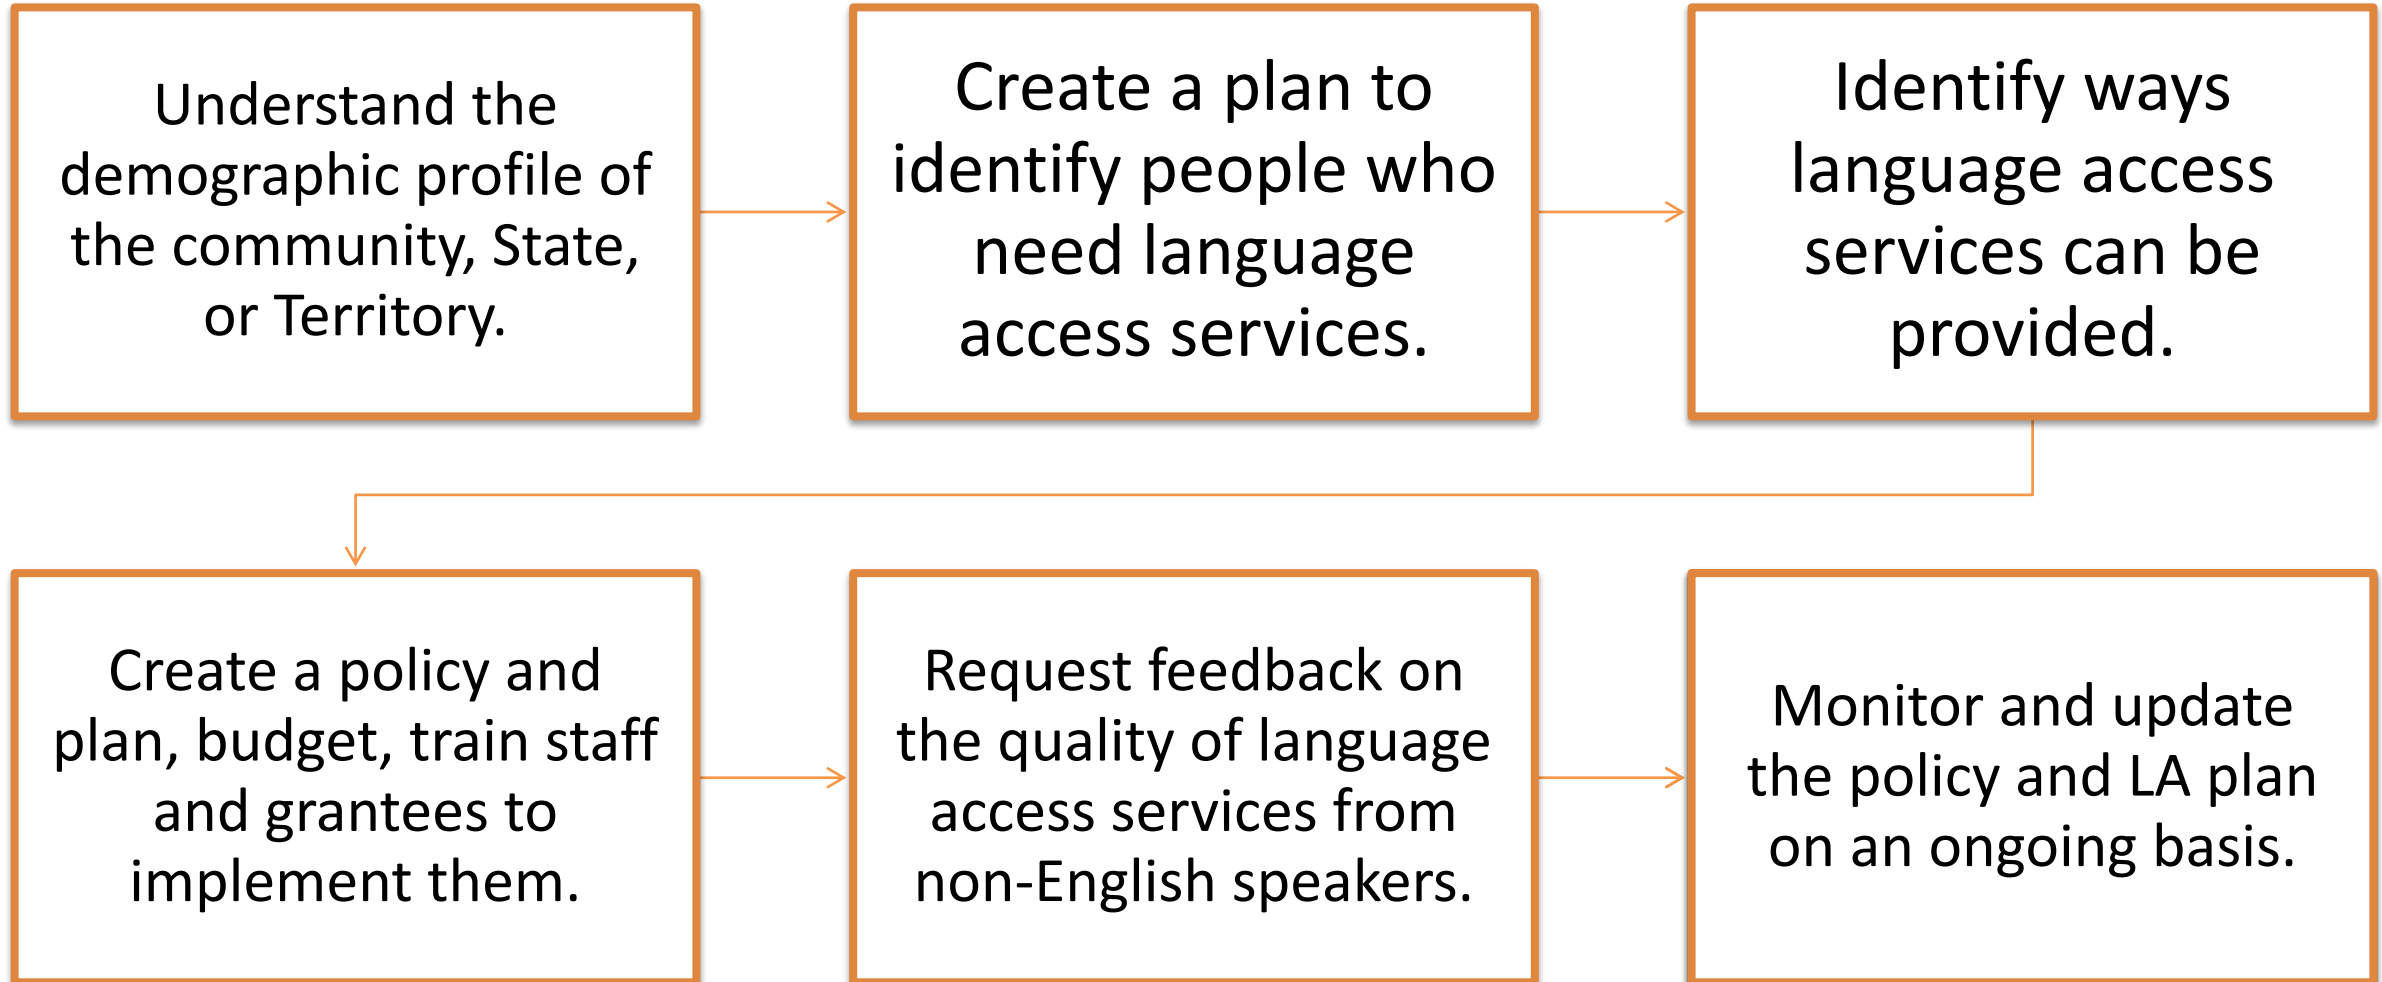 Understand the
demographic profile of
the community, State,
or Territory.
Create a plan to
identify people who
need language
access services.
Identify ways
language access
services can be
provided.
Create a policy and
plan, budget, train staff
and grantees to
implement them.
Request feedback on
the quality of language
access services from
non-English speakers.
Monitor and update
the policy and LA plan
on an ongoing basis.